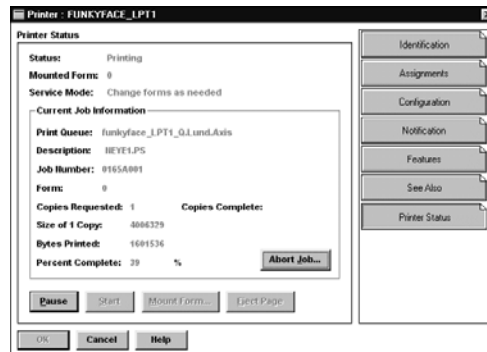 Printer : FUNKYFACE_LPT1
Printer Status
Status: Printing
Mounted Form: 0
Service Mode: Change forms as needed
Current Job Information
Print Queue: funkyface_LPT1_Q.Lund.Axis
Description: NEYE1.PS
Job Number: 0165A001
Form: 0
Copies Requested: 1 Copies Complete:
Size of 1 Copy: 4006329
Bytes Printed: 1601536
Percent Complete: 39 %
Abort Job...
Pause Start Mount Form... Eject Page
OK Cancel Help
Identification
Assignments
Configuration
Notification
Features
See Also
Printer Status